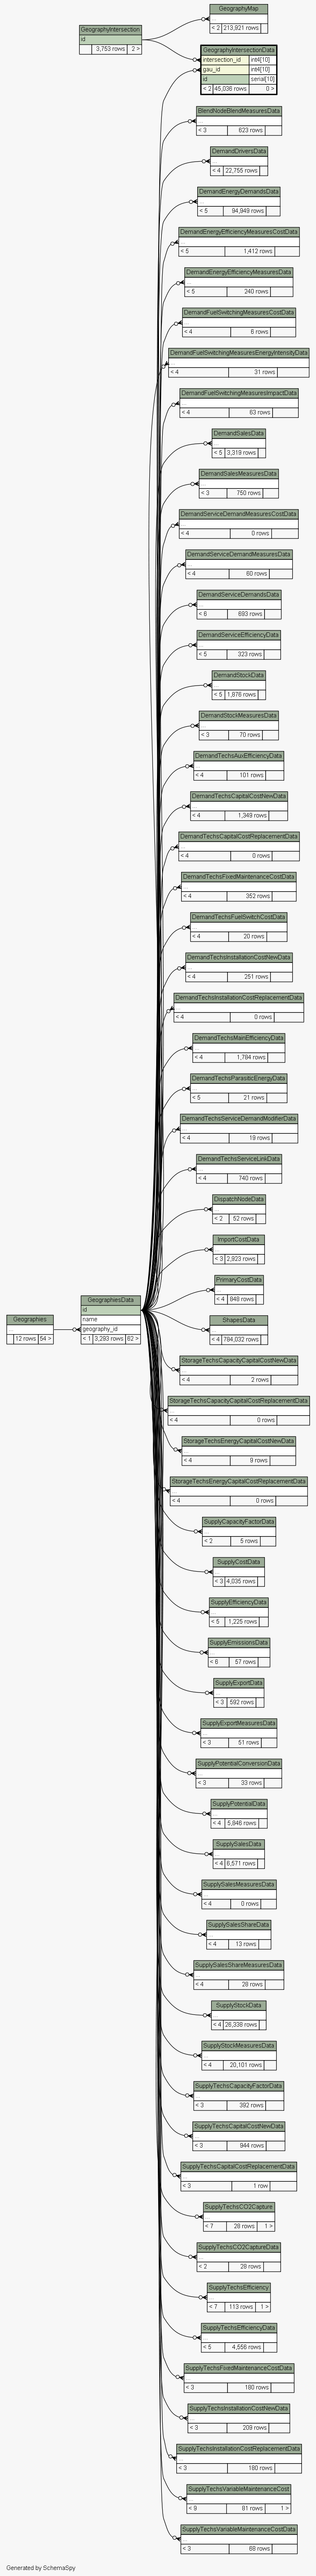 GeographyMap
...
< 2 213,921 rows
GeographyIntersection
id
3,753 rows 2 >
GeographyIntersectionData
intersection_id int4[10]
gau_id int4[10]
id serial[10]
< 2 45,036 rows 0 >
BlendNodeBlendMeasuresData
...
< 3 623 rows
DemandDriversData
...
< 4 22,755 rows
DemandEnergyDemandsData
...
< 5 94,949 rows
DemandEnergyEfficiencyMeasuresCostData
...
< 5 1,412 rows
DemandEnergyEfficiencyMeasuresData
...
< 5 240 rows
DemandFuelSwitchingMeasuresCostData
...
< 4 6 rows
DemandFuelSwitchingMeasuresEnergyIntensityData
...
< 4 31 rows
DemandFuelSwitchingMeasuresImpactData
...
< 4 63 rows
DemandSalesData
...
< 5 3,319 rows
DemandSalesMeasuresData
...
< 3 750 rows
DemandServiceDemandMeasuresCostData
...
< 4 0 rows
DemandServiceDemandMeasuresData
...
< 4 60 rows
DemandServiceDemandsData
...
< 6 693 rows
DemandServiceEfficiencyData
...
< 5 323 rows
DemandStockData
...
< 5 1,876 rows
DemandStockMeasuresData
...
< 3 70 rows
DemandTechsAuxEfficiencyData
...
< 4 101 rows
DemandTechsCapitalCostNewData
...
< 4 1,349 rows
DemandTechsCapitalCostReplacementData
...
< 4 0 rows
DemandTechsFixedMaintenanceCostData
...
< 4 352 rows
DemandTechsFuelSwitchCostData
...
< 4 20 rows
DemandTechsInstallationCostNewData
...
< 4 251 rows
DemandTechsInstallationCostReplacementData
...
< 4 0 rows
DemandTechsMainEfficiencyData
...
< 4 1,784 rows
DemandTechsParasiticEnergyData
...
< 5 21 rows
DemandTechsServiceDemandModifierData
...
< 4 19 rows
DemandTechsServiceLinkData
...
< 4 740 rows
DispatchNodeData
...
< 2 52 rows
ImportCostData
...
< 3 2,923 rows
PrimaryCostData
...
< 4 948 rows
GeographiesData
id
name
geography_id
< 1 3,293 rows 62 >
Geographies
...
12 rows 54 >
ShapesData
...
< 4 784,032 rows
StorageTechsCapacityCapitalCostNewData
...
< 4 2 rows
StorageTechsCapacityCapitalCostReplacementData
...
< 4 0 rows
StorageTechsEnergyCapitalCostNewData
...
< 4 9 rows
StorageTechsEnergyCapitalCostReplacementData
...
< 4 0 rows
SupplyCapacityFactorData
...
< 2 5 rows
SupplyCostData
...
< 3 4,035 rows
SupplyEfficiencyData
...
< 5 1,225 rows
SupplyEmissionsData
...
< 6 57 rows
SupplyExportData
...
< 3 592 rows
SupplyExportMeasuresData
...
< 3 51 rows
SupplyPotentialConversionData
...
< 3 33 rows
SupplyPotentialData
...
< 4 5,846 rows
SupplySalesData
...
< 4 6,571 rows
SupplySalesMeasuresData
...
< 4 0 rows
SupplySalesShareData
...
< 4 13 rows
SupplySalesShareMeasuresData
...
< 4 28 rows
SupplyStockData
...
< 4 26,338 rows
SupplyStockMeasuresData
...
< 4 20,101 rows
SupplyTechsCapacityFactorData
...
< 3 392 rows
SupplyTechsCapitalCostNewData
...
< 3 944 rows
SupplyTechsCapitalCostReplacementData
...
< 3 1 row
SupplyTechsCO2Capture
...
< 7 28 rows 1 >
SupplyTechsCO2CaptureData
...
< 2 28 rows
SupplyTechsEfficiency
...
< 7 113 rows 1 >
SupplyTechsEfficiencyData
...
< 5 4,556 rows
SupplyTechsFixedMaintenanceCostData
...
< 3 180 rows
SupplyTechsInstallationCostNewData
...
< 3 209 rows
SupplyTechsInstallationCostReplacementData
...
< 3 180 rows
SupplyTechsVariableMaintenanceCost
...
< 8 81 rows 1 >
SupplyTechsVariableMaintenanceCostData
...
< 3 68 rows
Generated by SchemaSpy